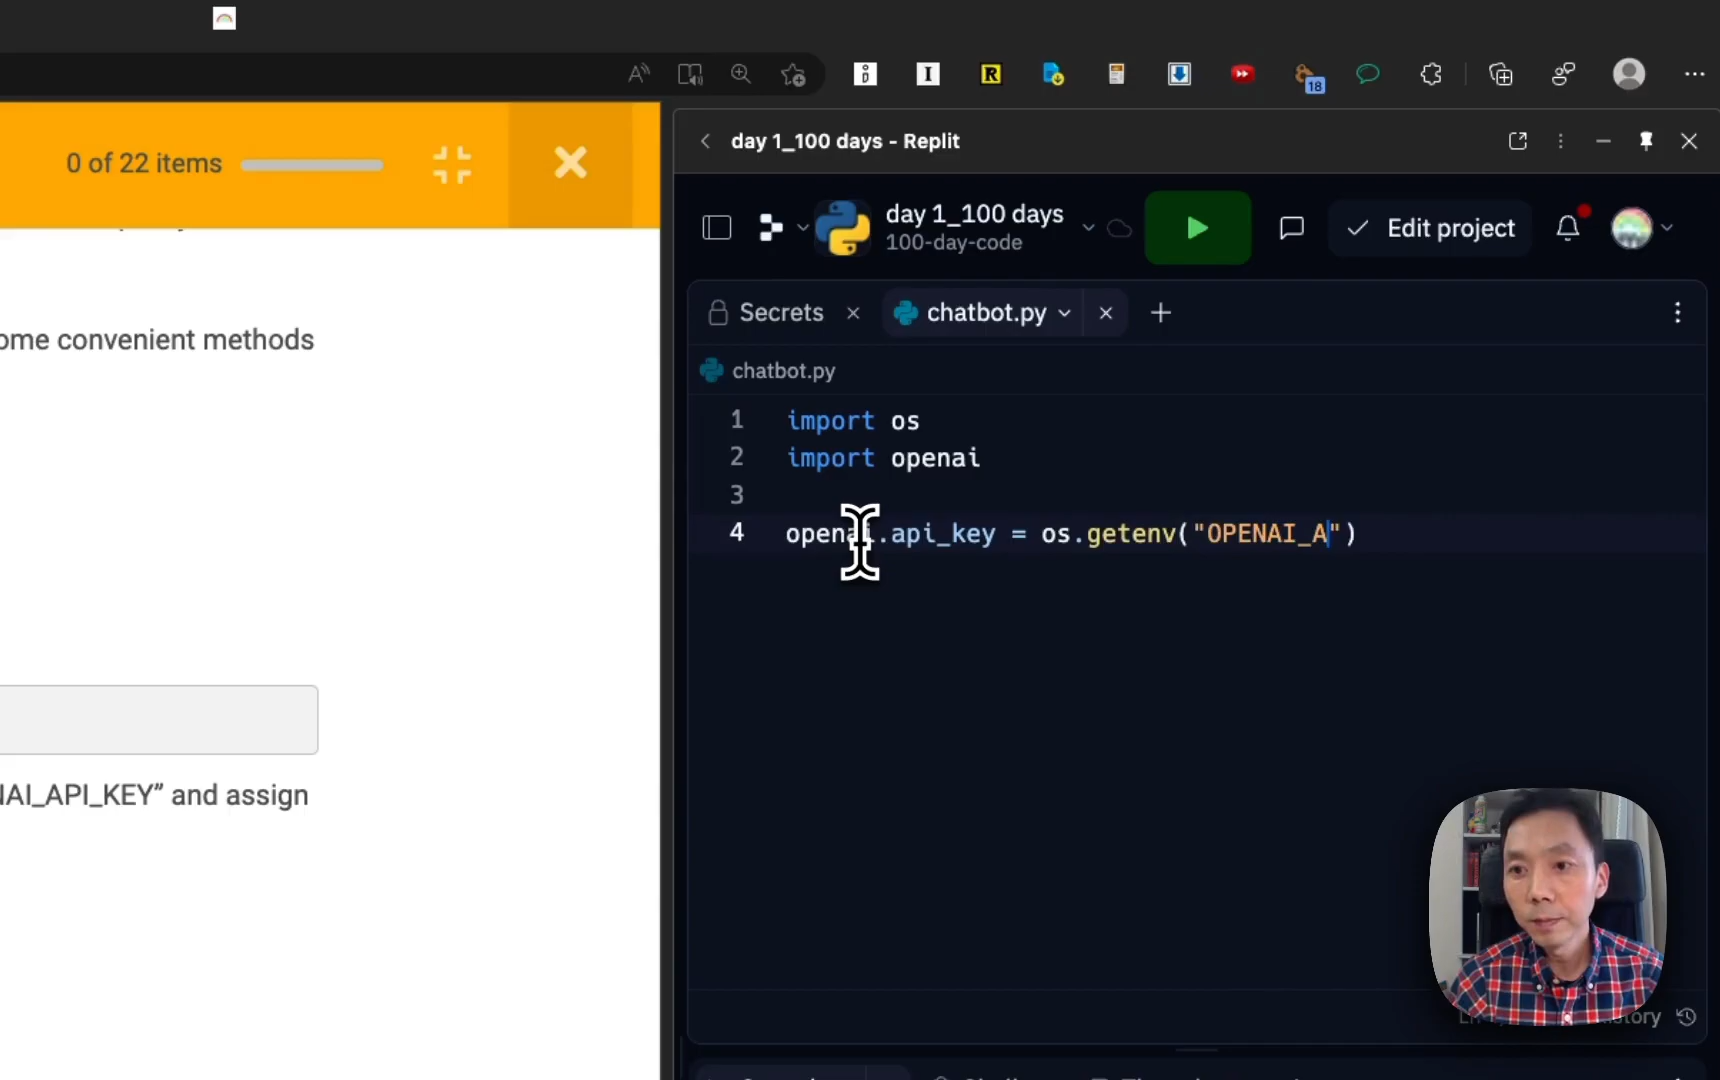 18
0 of 22 items
day 1_100 days - Replit
day 1_100 days
100-day-code
Edit project
Secrets
chatbot.py
chatbot.py
ome convenient methods
1 import os
2 import openai
3
4 openai.api_key = os.getenv("OPENAI_A")
NAI_API_KEY” and assign